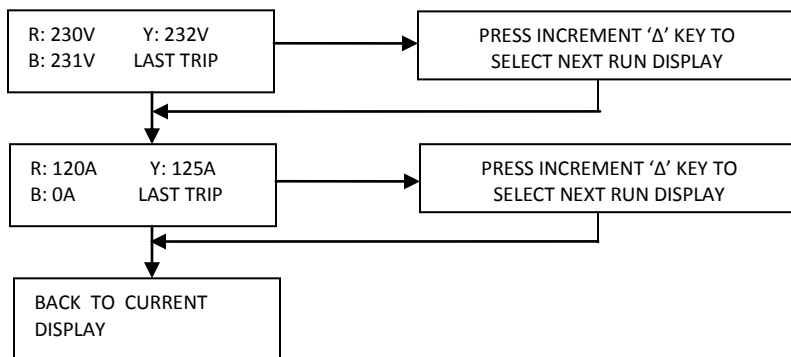 R: 230V Y: 232V
B: 231V LAST TRIP
PRESS INCREMENT ‘Δ’ KEY TO
SELECT NEXT RUN DISPLAY
R: 120A Y: 125A
B: 0A LAST TRIP
PRESS INCREMENT ‘Δ’ KEY TO
SELECT NEXT RUN DISPLAY
BACK TO CURRENT
DISPLAY